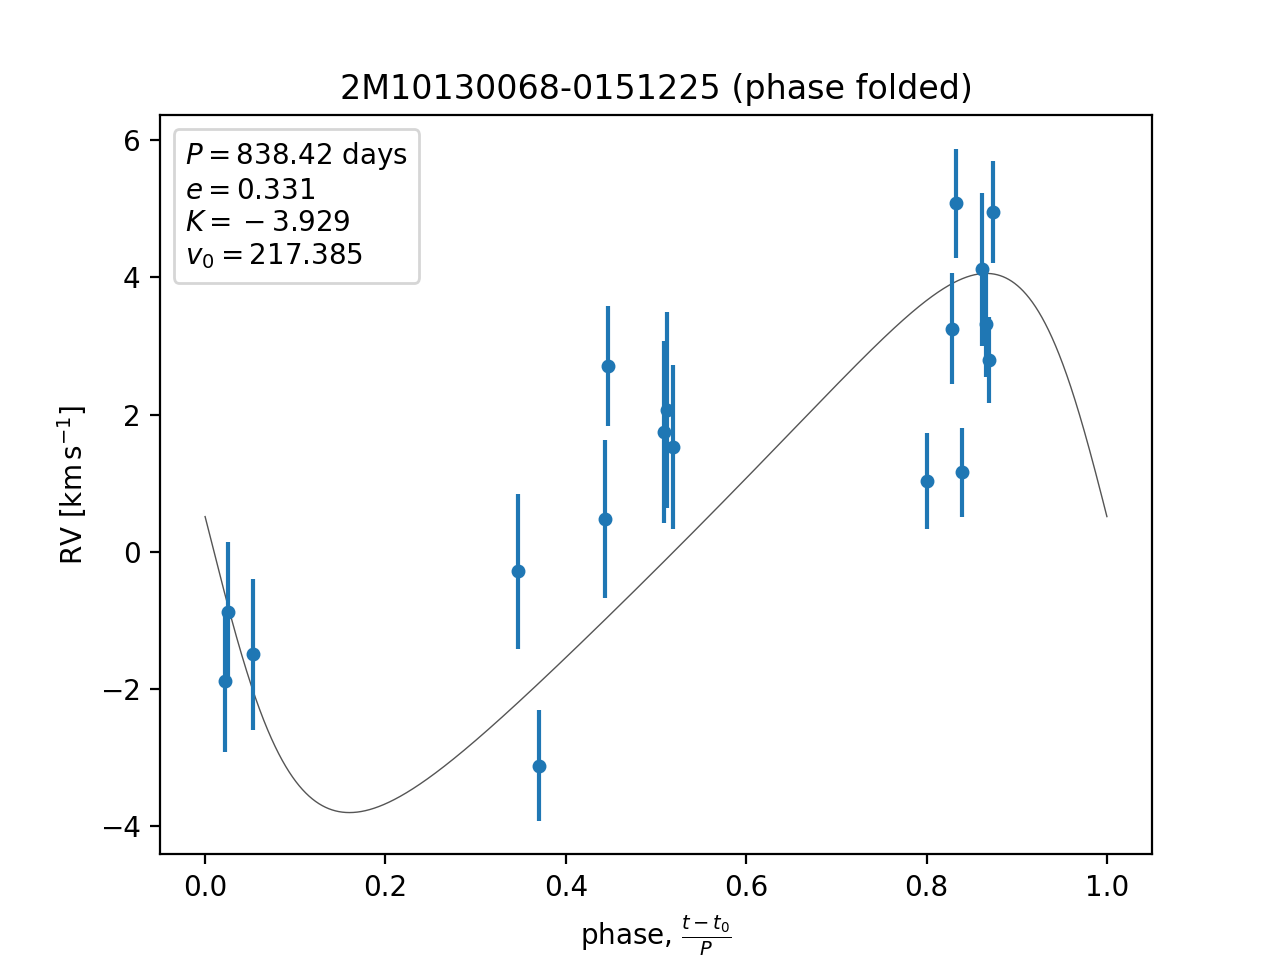 2M10130068-0151225 (phase folded)
P = 838.42 days
e = 0.331
K = −3.929
v₀ = 217.385
RV [km s⁻¹]
6
4
2
0
−2
−4
0.0 0.2 0.4 0.6 0.8 1.0
phase, (t − t₀)/P